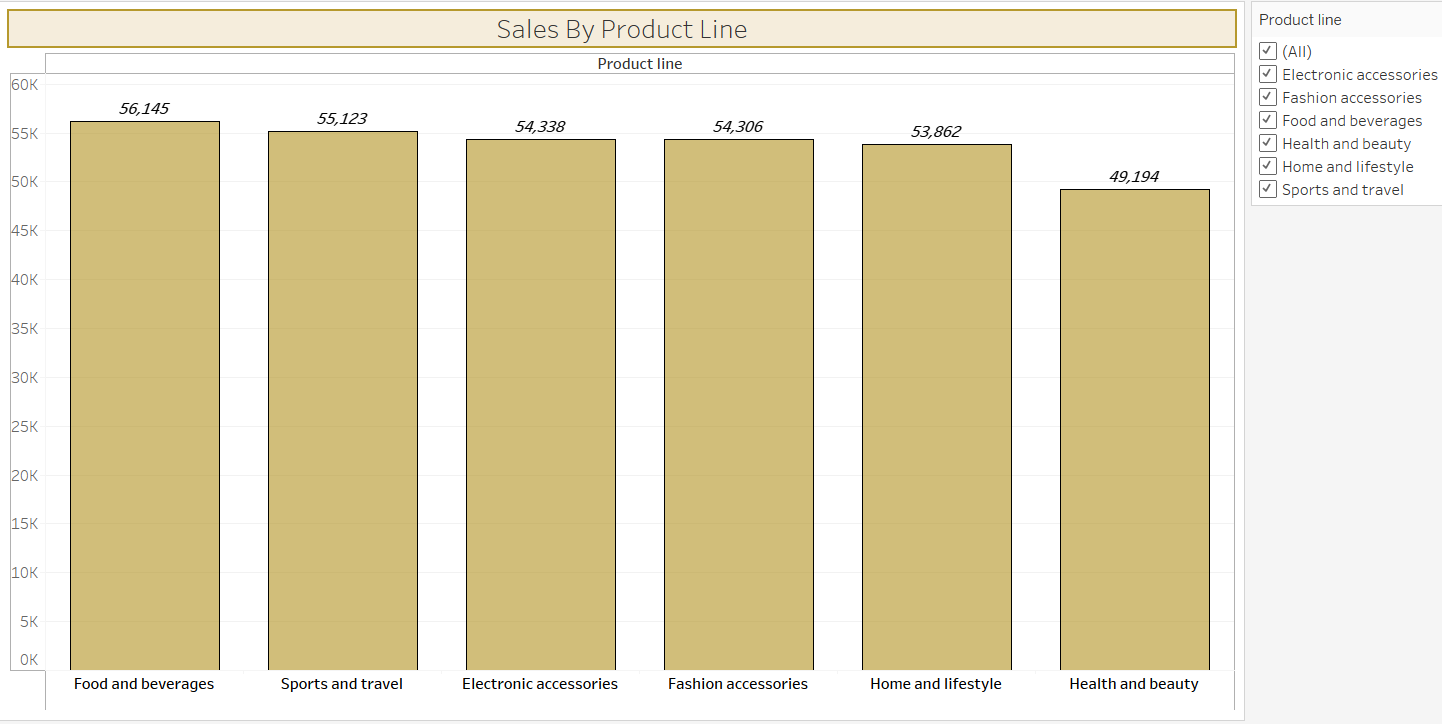 Sales By Product Line
Product line
60K
55K
50K
45K
40K
35K
30K
25K
20K
15K
10K
5K
0K
56,145
55,123
54,338
54,306
53,862
49,194
Food and beverages
Sports and travel
Electronic accessories
Fashion accessories
Home and lifestyle
Health and beauty
Product line
(All)
Electronic accessories
Fashion accessories
Food and beverages
Health and beauty
Home and lifestyle
Sports and travel